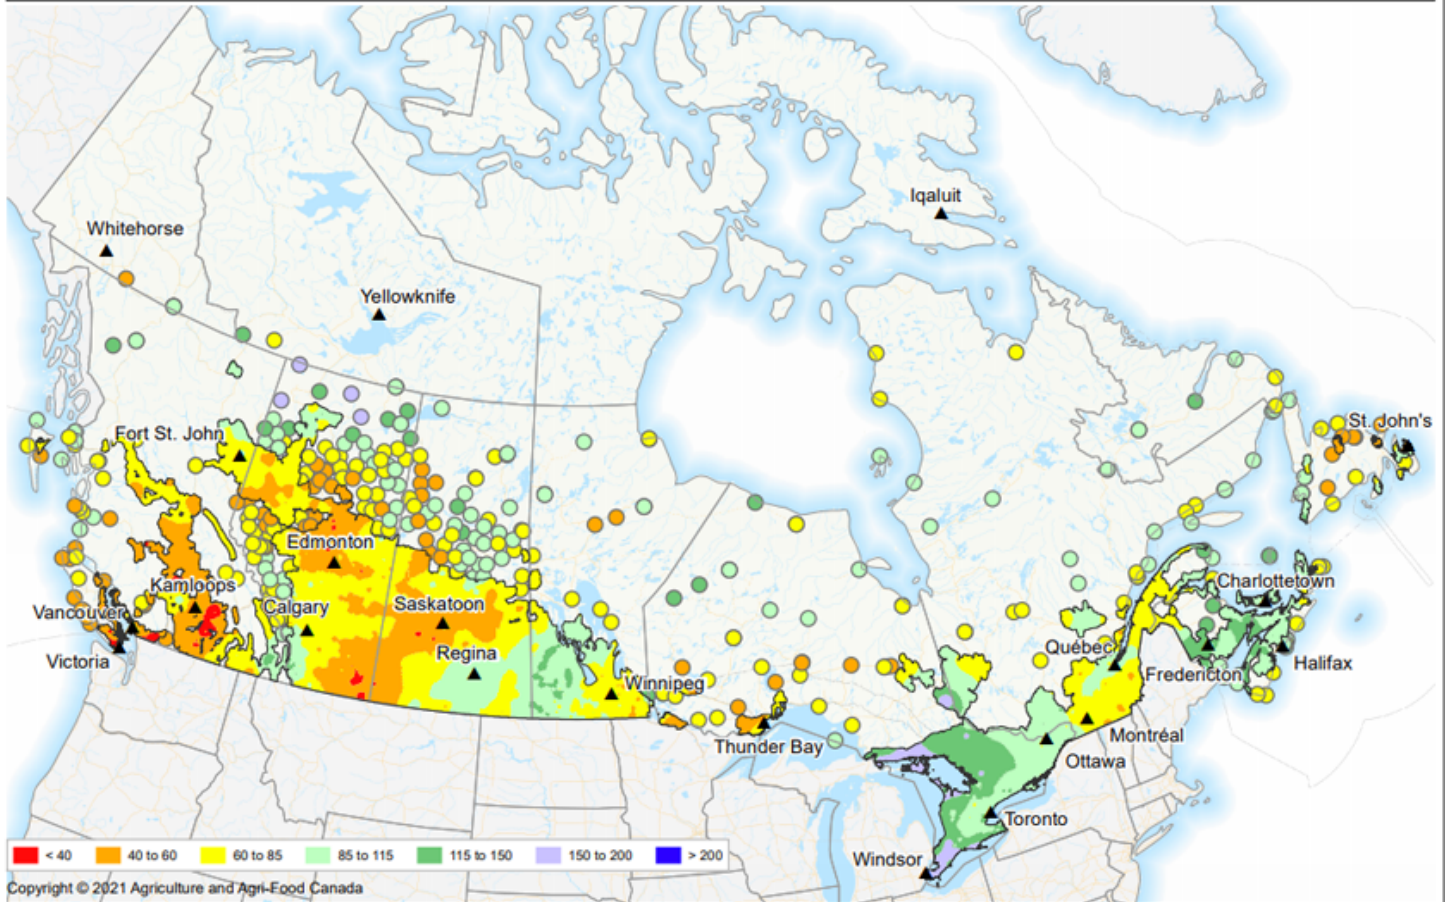 Iqaluit
Whitehorse
Yellowknife
St. John's
Fort St. John
Edmonton
Kamloops
Charlottetown
Vancouver
Calgary
Saskatoon
Québec
Regina
Victoria
Halifax
Fredericton
Winnipeg
Montréal
Thunder Bay
Ottawa
Toronto
Windsor
< 40 40 to 60 60 to 85 85 to 115 115 to 150 150 to 200 > 200
Copyright © 2021 Agriculture and Agri-Food Canada